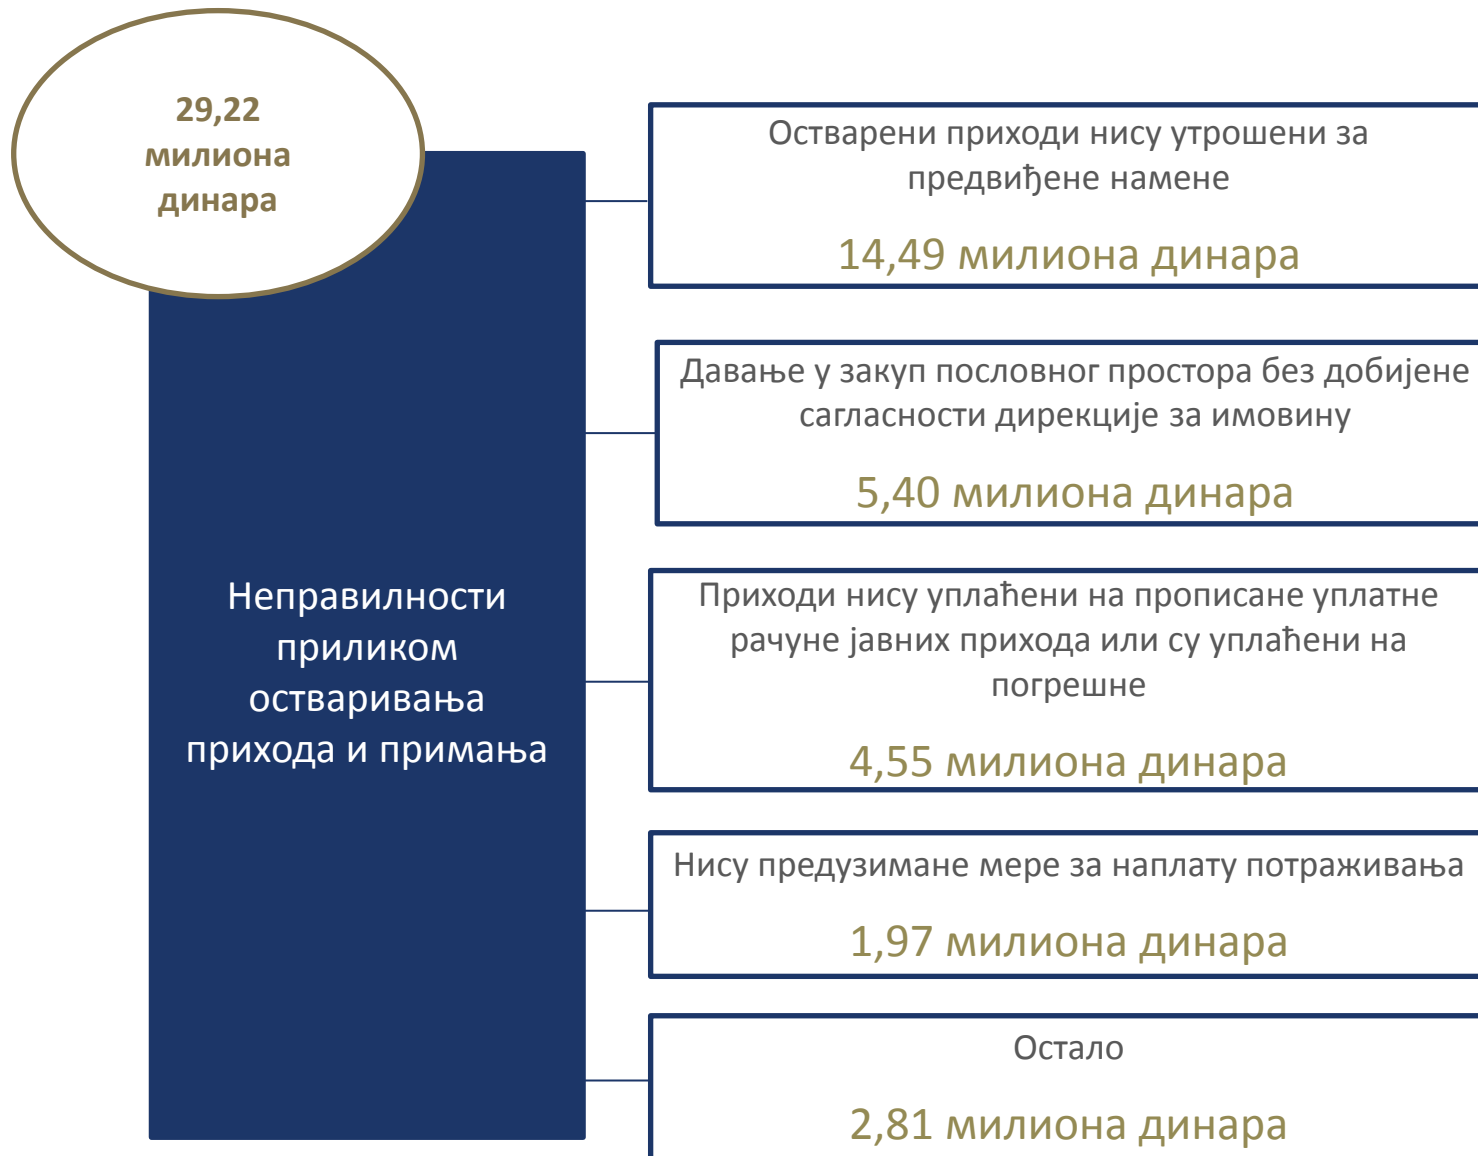 29,22
милиона
динара
Неправилности
приликом
остваривања
прихода и примања
Остварени приходи нису утрошени за
предвиђене намене
14,49 милиона динара
Давање у закуп пословног простора без добијене
сагласности дирекције за имовину
5,40 милиона динара
Приходи нису уплаћени на прописане уплатне
рачуне јавних прихода или су уплаћени на
погрешне
4,55 милиона динара
Нису предузимане мере за наплату потраживања
1,97 милиона динара
Остало
2,81 милиона динара